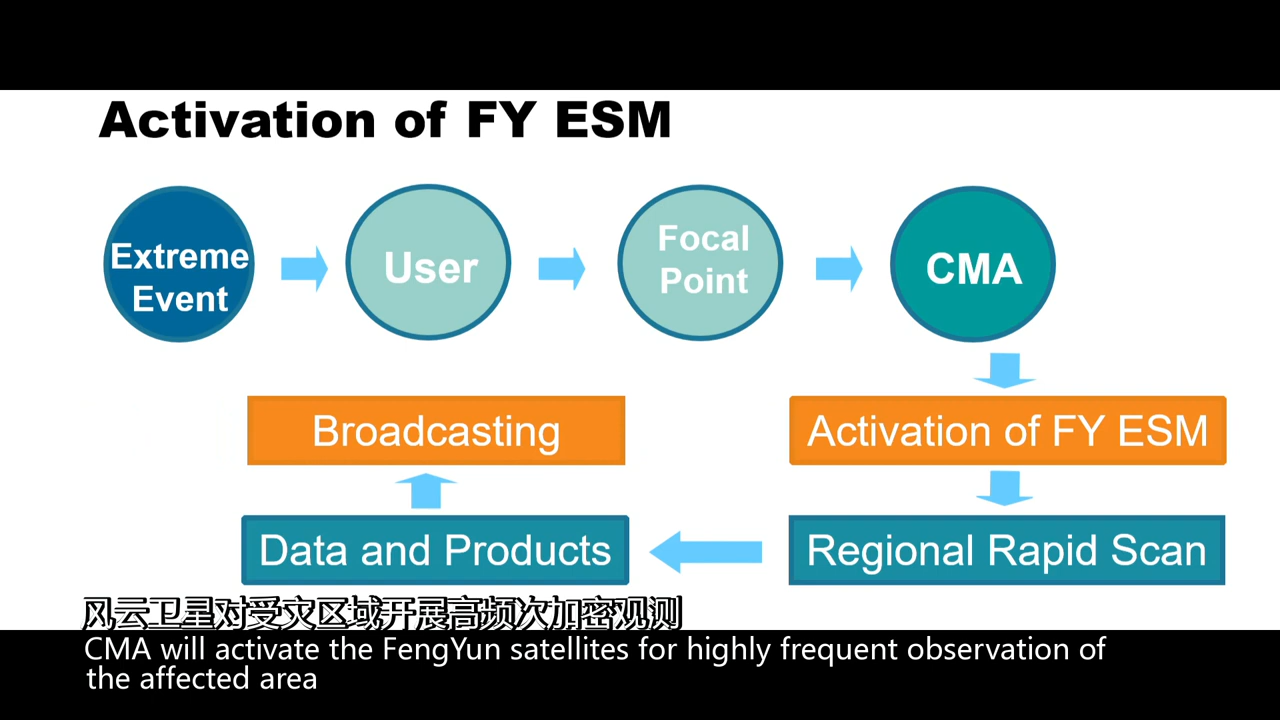 Activation of FY ESM
Extreme
Event
User
Focal
Point
CMA
Broadcasting
Activation of FY ESM
Data and Products
Regional Rapid Scan
风云卫星对受灾区域开展高频次加密观测
CMA will activate the FengYun satellites for highly frequent observation of
the affected area